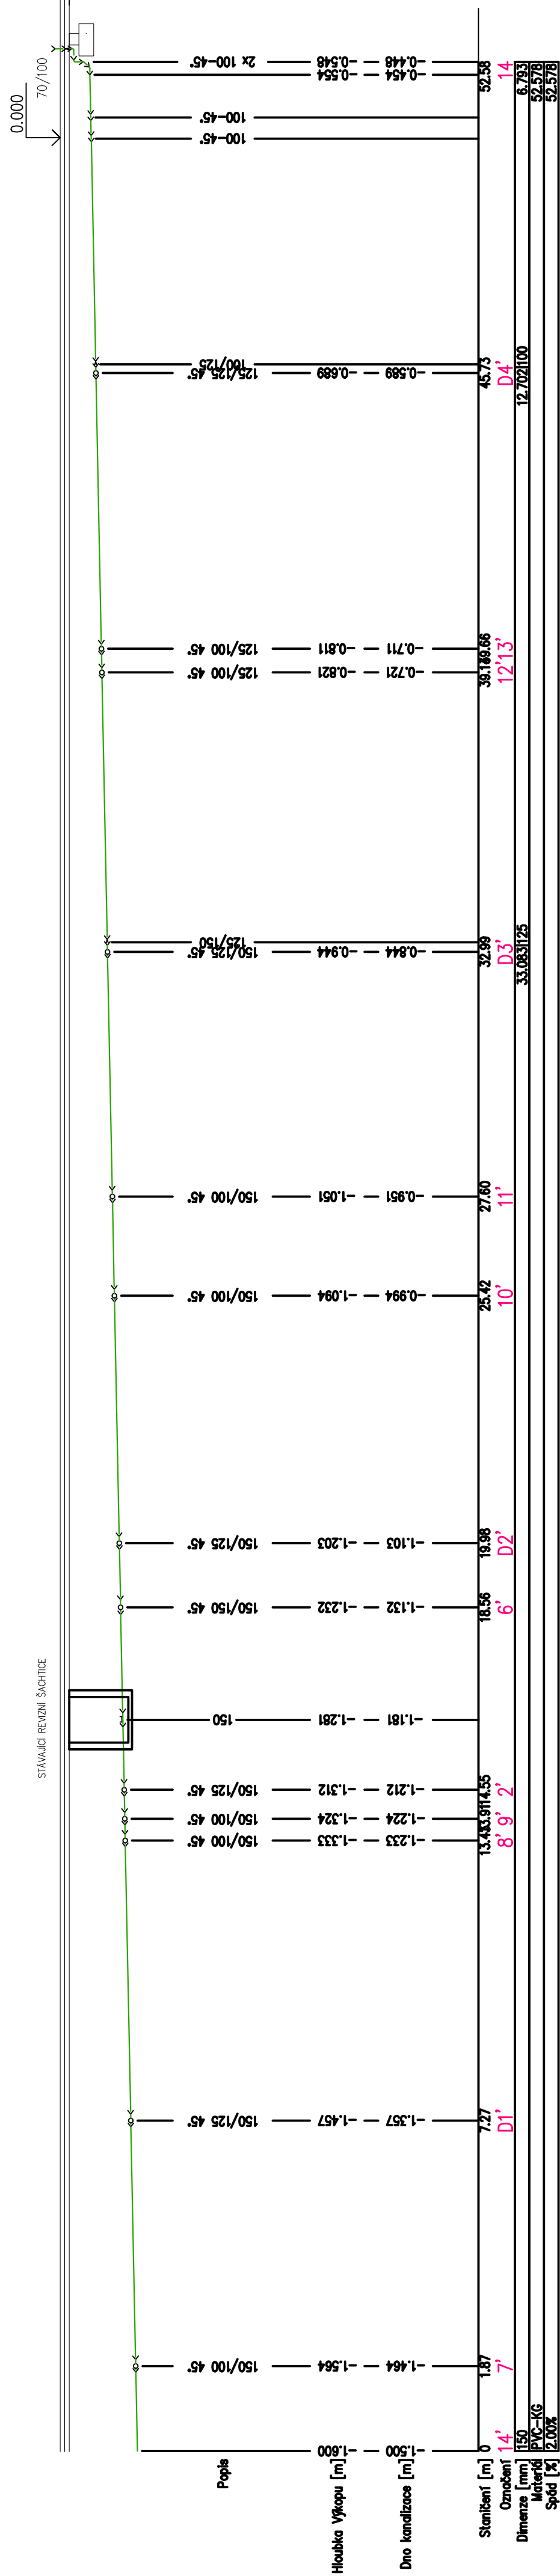 0.000
70/100
STÁVAJÍCÍ REVIZNÍ ŠACHTICE
Popis
150/100 45°
150/125 45°
150/100 45°
150/100 45°
150/125 45°
150
150/150 45°
150/125 45°
150/100 45°
150/100 45°
150/125 45°
125/150
125/100 45°
125/100 45°
125/125 45°
100/125
100-45°
100-45°
2x 100-45°
Hloubka Výkopu [m] -1.600 -1.564 -1.457 -1.333 -1.324 -1.312 -1.281 -1.232 -1.203 -1.094 -1.051 -0.944 -0.821 -0.811 -0.689 -0.554 -0.548
Dno kanalizace [m] -1.500 -1.464 -1.357 -1.233 -1.224 -1.212 -1.181 -1.132 -1.103 -0.994 -0.951 -0.844 -0.721 -0.711 -0.589 -0.454 -0.448
Staničení [m] 0 1.87 7.27 13.43 13.91 14.55 18.56 19.98 25.42 27.60 32.99 39.66 45.73 52.58
Označení 14' 7' D1' 8' 9' 2' 6' D2' 10' 11' D3' 12' 13' D4' 14
Dimenze [mm] 150 33.083 125 12.702 100 6.793
Materiál PVC-KG 52.578
Spád [%] 2.00% 52.578